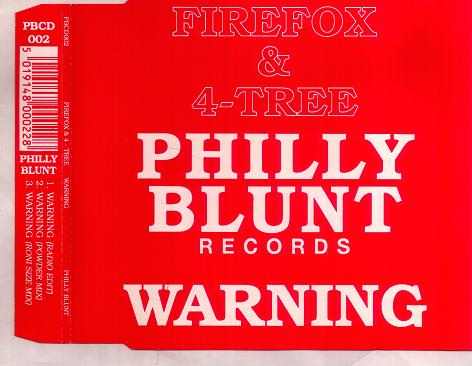 PBCD
002
5 019148 000228
PHILLY
BLUNT
1. WARNING (RADIO EDIT)
2. WARNING (POWDER MIX)
3. WARNING (RONI SIZE MIX)
PBCD002 FIREFOX & 4 - TREE WARNING PHILLY BLUNT
FIREFOX
&
4-TREE
PHILLY
BLUNT
RECORDS
WARNING